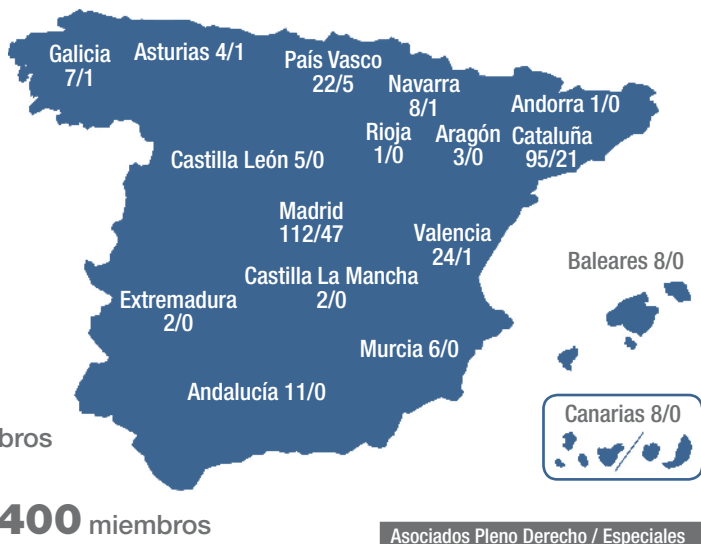 Galicia
7/1
Asturias 4/1
País Vasco
22/5
Navarra
8/1
Andorra 1/0
Rioja
1/0
Aragón
3/0
Cataluña
95/21
Castilla León 5/0
Madrid
112/47
Valencia
24/1
Baleares 8/0
Castilla La Mancha
2/0
Extremadura
2/0
Murcia 6/0
Andalucía 11/0
Canarias 8/0
bros
400 miembros
Asociados Pleno Derecho / Especiales